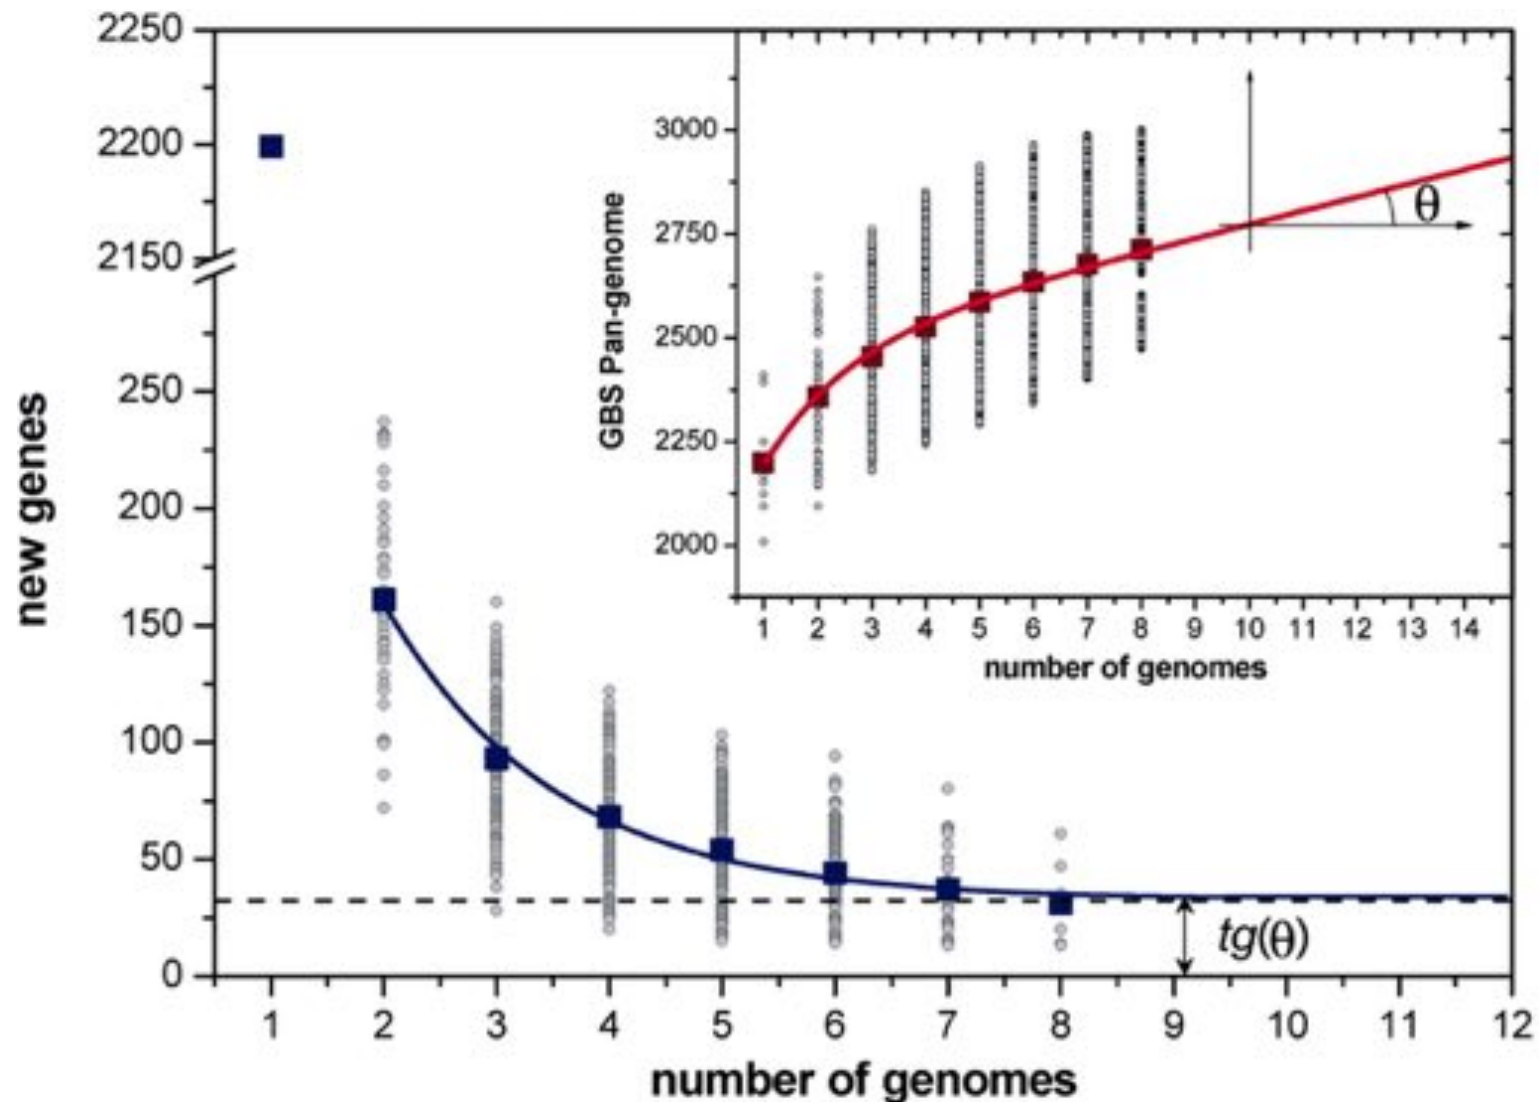 2250
2200
2150
250
200
150
100
50
0
new genes
1 2 3 4 5 6 7 8 9 10 11 12
number of genomes
tg(θ)
3000
2750
2500
2250
2000
GBS Pan-genome
θ
1 2 3 4 5 6 7 8 10 11 12 13 14
number of genomes